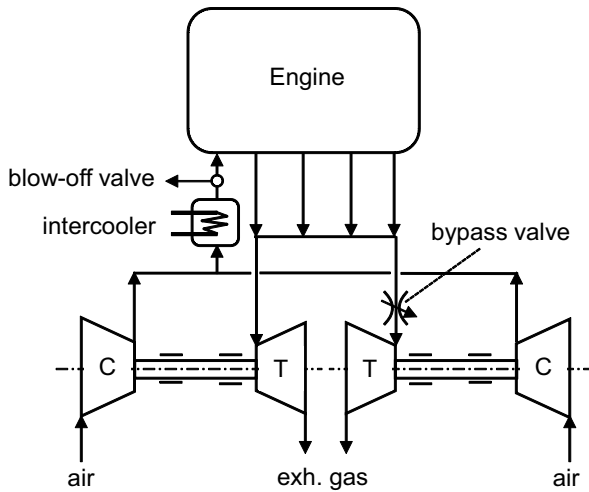 Engine
blow-off valve
intercooler
bypass valve
C
T
T
C
air
exh. gas
air